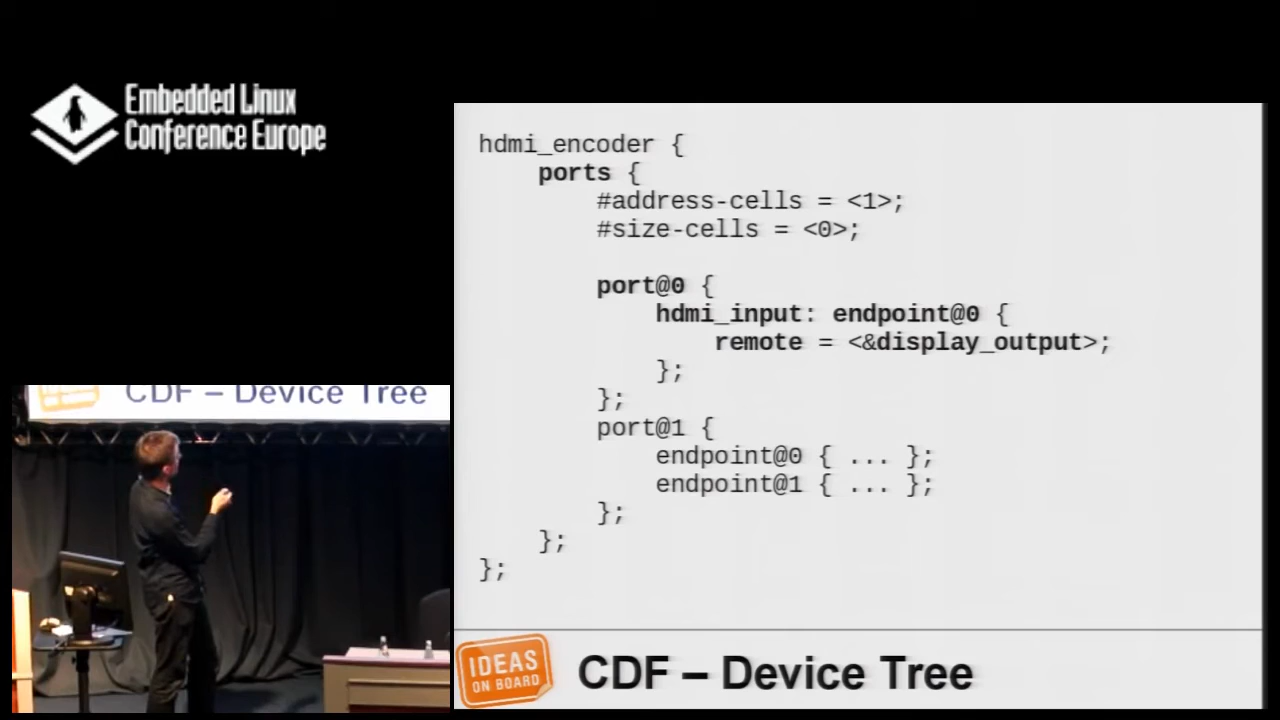 Embedded Linux
Conference Europe
hdmi_encoder {
ports {
#address-cells = <1>;
#size-cells = <0>;
port@0 {
hdmi_input: endpoint@0 {
remote = <&display_output>;
};
};
port@1 {
endpoint@0 { ... };
endpoint@1 { ... };
};
};
};
IDEAS
ON BOARD
CDF – Device Tree
CDF – Device Tree